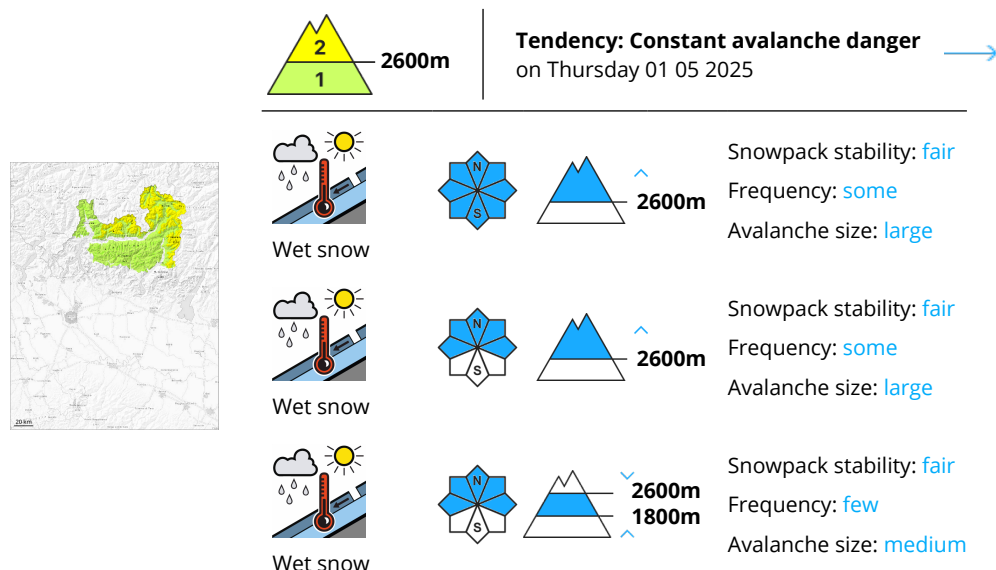 2
1
2600m
Tendency: Constant avalanche danger
on Thursday 01 05 2025
20 km
Wet snow
N
S
2600m
Snowpack stability: fair
Frequency: some
Avalanche size: large
Wet snow
N
S
2600m
Snowpack stability: fair
Frequency: some
Avalanche size: large
Wet snow
N
S
2600m
1800m
Snowpack stability: fair
Frequency: few
Avalanche size: medium